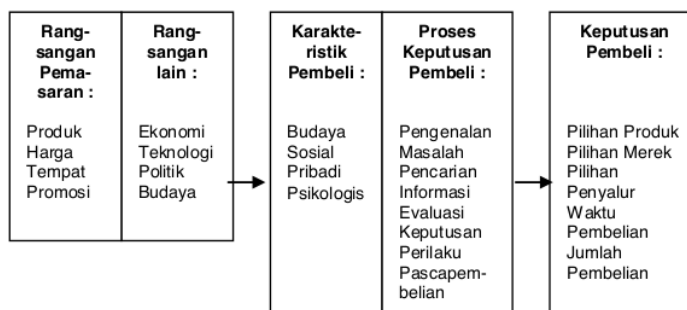 Rang-
sangan
Pema-
saran :
Produk
Harga
Tempat
Promosi
Rang-
sangan
lain :
Ekonomi
Teknologi
Politik
Budaya
Karakte-
ristik
Pembeli :
Budaya
Sosial
Pribadi
Psikologis
Proses
Keputusan
Pembeli :
Pengenalan
Masalah
Pencarian
Informasi
Evaluasi
Keputusan
Perilaku
Pascapem-
belian
Keputusan
Pembeli :
Pilihan Produk
Pilihan Merek
Pilihan
Penyalur
Waktu
Pembelian
Jumlah
Pembelian